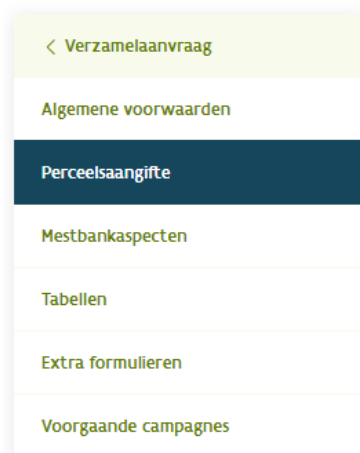 Verzamelaanvraag
Algemene voorwaarden
Perceelsaangifte
Mestbankaspecten
Tabellen
Extra formulieren
Voorgaande campagnes